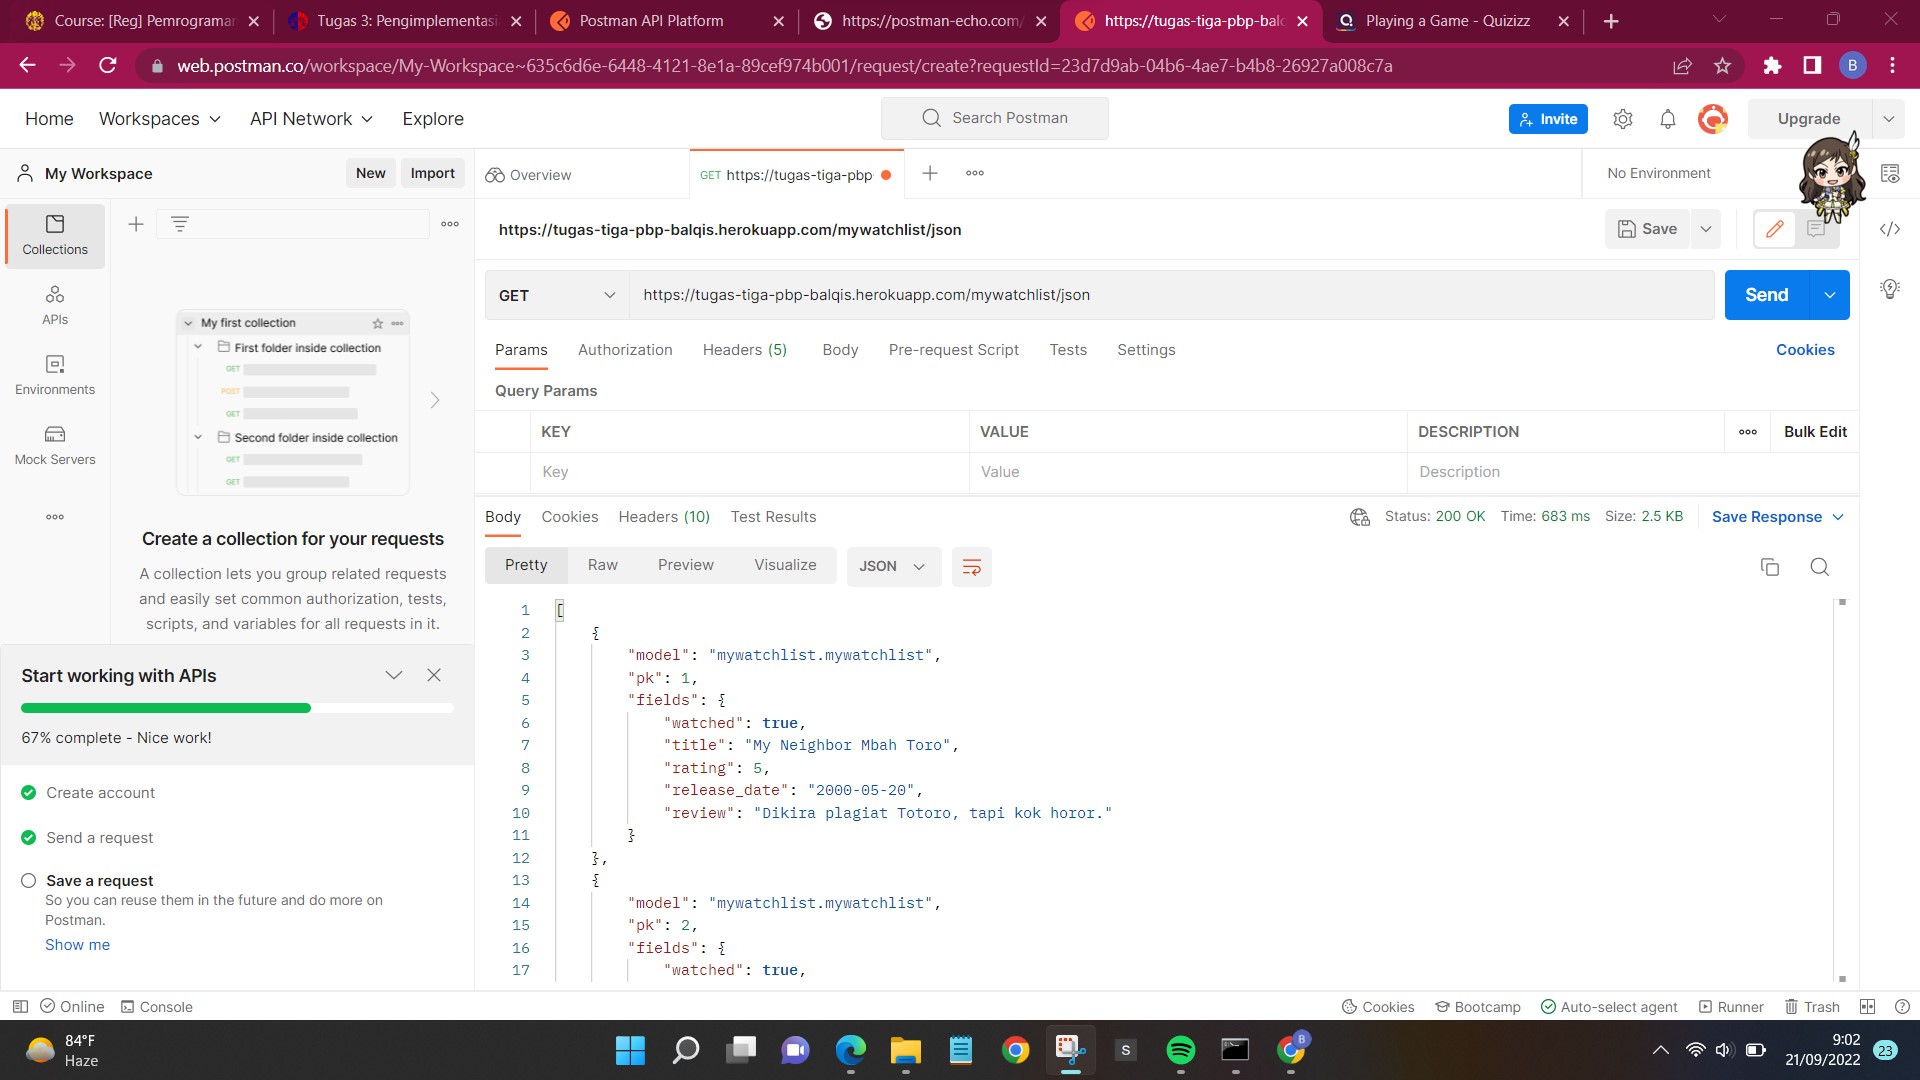 Course: [Reg] Pemrograman
Tugas 3: Pengimplementasi
Postman API Platform
https://postman-echo.com/
https://tugas-tiga-pbp-balq
Playing a Game - Quizizz
web.postman.co/workspace/My-Workspace~635c6d6e-6448-4121-8e1a-89cef974b001/request/create?requestId=23d7d9ab-04b6-4ae7-b4b8-26927a008c7a
B
Home
Workspaces
API Network
Explore
Search Postman
Invite
Upgrade
My Workspace
New
Import
Overview
GET https://tugas-tiga-pbp
No Environment
Collections
APIs
Environments
Mock Servers
My first collection
First folder inside collection
GET
POST
GET
Second folder inside collection
GET
GET
Create a collection for your requests
A collection lets you group related requests
and easily set common authorization, tests,
scripts, and variables for all requests in it.
Start working with APIs
67% complete - Nice work!
Create account
Send a request
Save a request
So you can reuse them in the future and do more on
Postman.
Show me
https://tugas-tiga-pbp-balqis.herokuapp.com/mywatchlist/json
Save
GET
https://tugas-tiga-pbp-balqis.herokuapp.com/mywatchlist/json
Send
Params
Authorization
Headers (5)
Body
Pre-request Script
Tests
Settings
Cookies
Query Params
KEY
VALUE
DESCRIPTION
Bulk Edit
Key
Value
Description
Body
Cookies
Headers (10)
Test Results
Status: 200 OK
Time: 683 ms
Size: 2.5 KB
Save Response
Pretty
Raw
Preview
Visualize
JSON
1 [
2 {
3 "model": "mywatchlist.mywatchlist",
4 "pk": 1,
5 "fields": {
6 "watched": true,
7 "title": "My Neighbor Mbah Toro",
8 "rating": 5,
9 "release_date": "2000-05-20",
10 "review": "Dikira plagiat Totoro, tapi kok horor."
11 }
12 },
13 {
14 "model": "mywatchlist.mywatchlist",
15 "pk": 2,
16 "fields": {
17 "watched": true,
Online
Console
Cookies
Bootcamp
Auto-select agent
Runner
Trash
84°F
Haze
S
B
9:02
21/09/2022
23